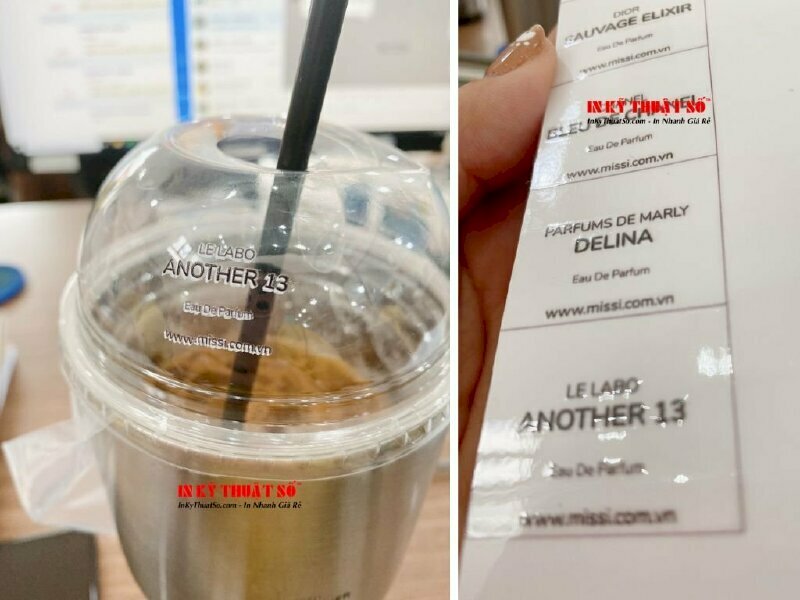 LE LABO
ANOTHER 13
Eau De Parfum
www.missi.com.vn
IN KỸ THUẬT SỐ™
InKyThuatSo.com - In Nhanh Giá Rẻ
DIOR
SAUVAGE ELIXIR
Eau De Parfum
www.missi.com.vn
IN KỸ THUẬT SỐ™
InKyThuatSo.com - In Nhanh Giá Rẻ
Eau De Parfum
www.missi.com.vn
PARFUMS DE MARLY
DELINA
Eau De Parfum
www.missi.com.vn
LE LABO
ANOTHER 13
Eau De Parfum
www.missi.com.vn